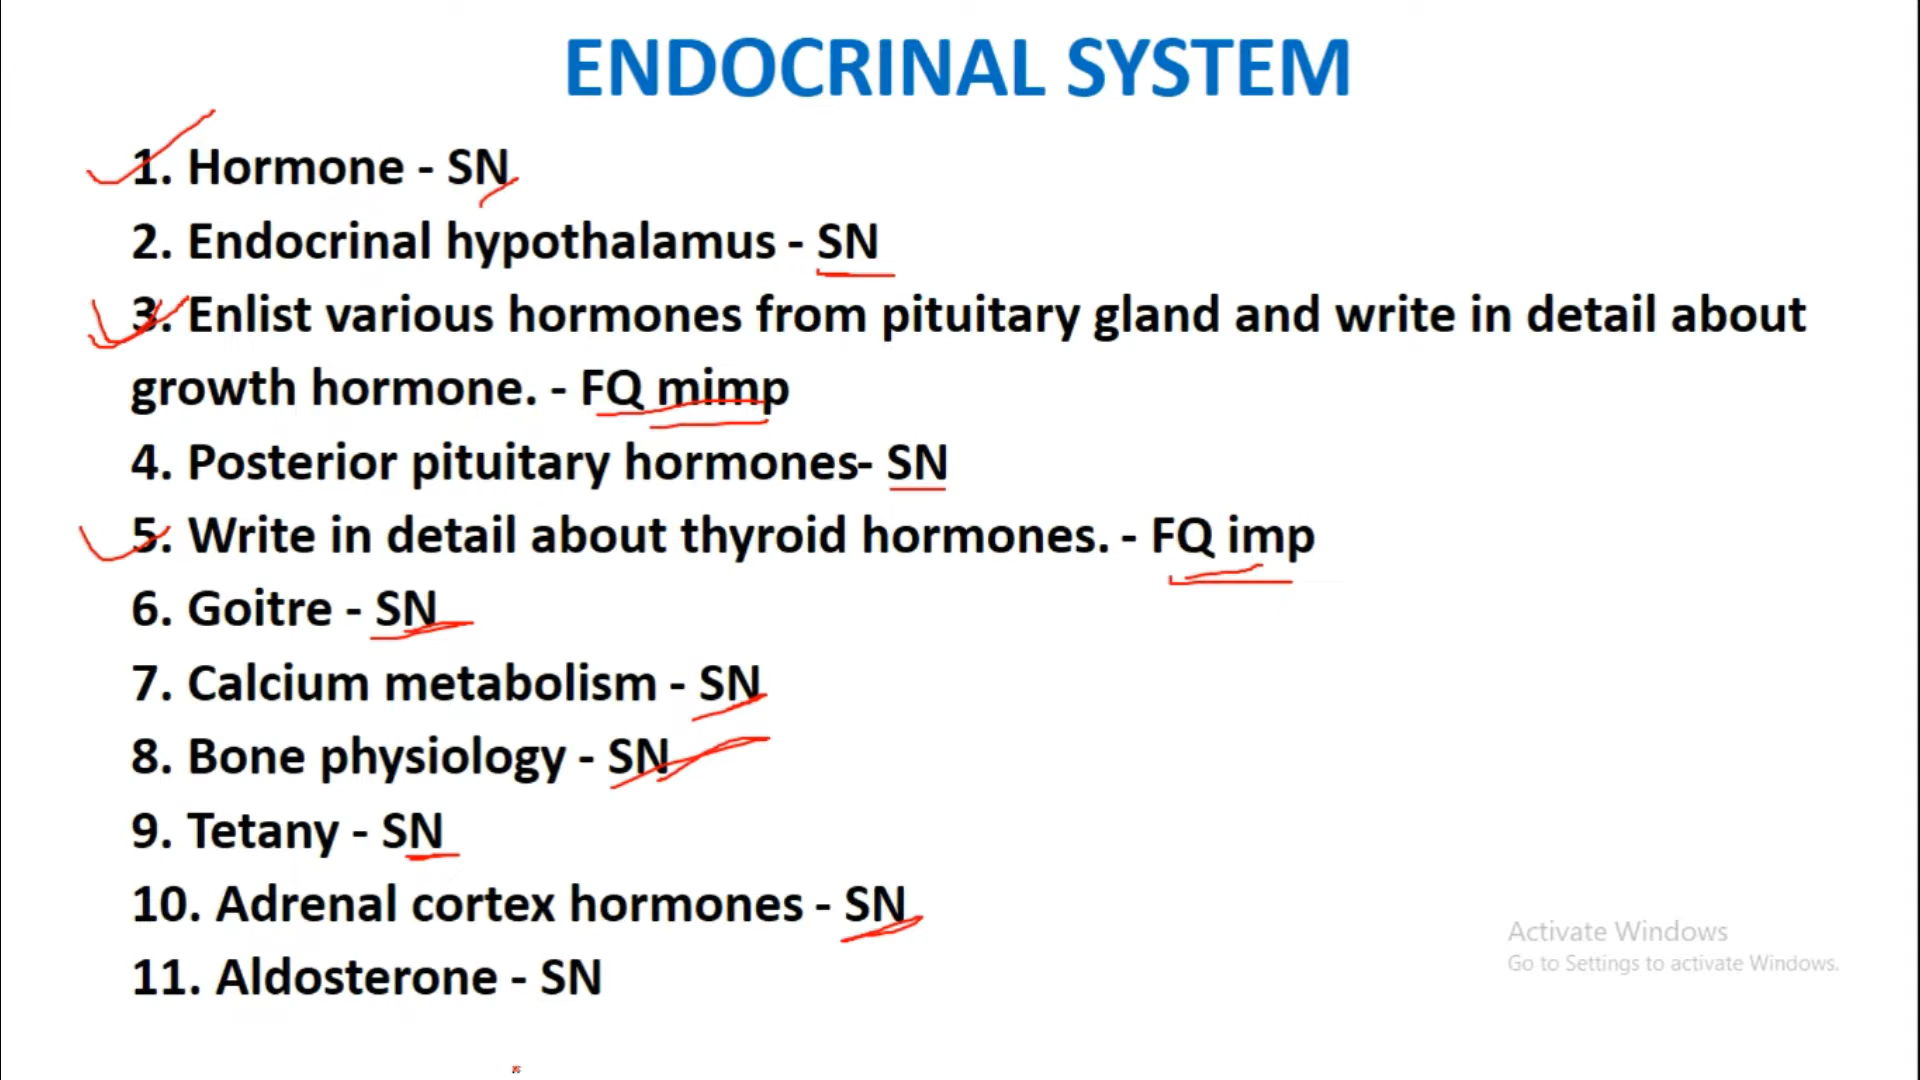 ENDOCRINAL SYSTEM
1. Hormone - SN
2. Endocrinal hypothalamus - SN
3. Enlist various hormones from pituitary gland and write in detail about
growth hormone. - FQ mimp
4. Posterior pituitary hormones- SN
5. Write in detail about thyroid hormones. - FQ imp
6. Goitre - SN
7. Calcium metabolism - SN
8. Bone physiology - SN
9. Tetany - SN
10. Adrenal cortex hormones - SN
11. Aldosterone - SN
Activate Windows
Go to Settings to activate Windows.